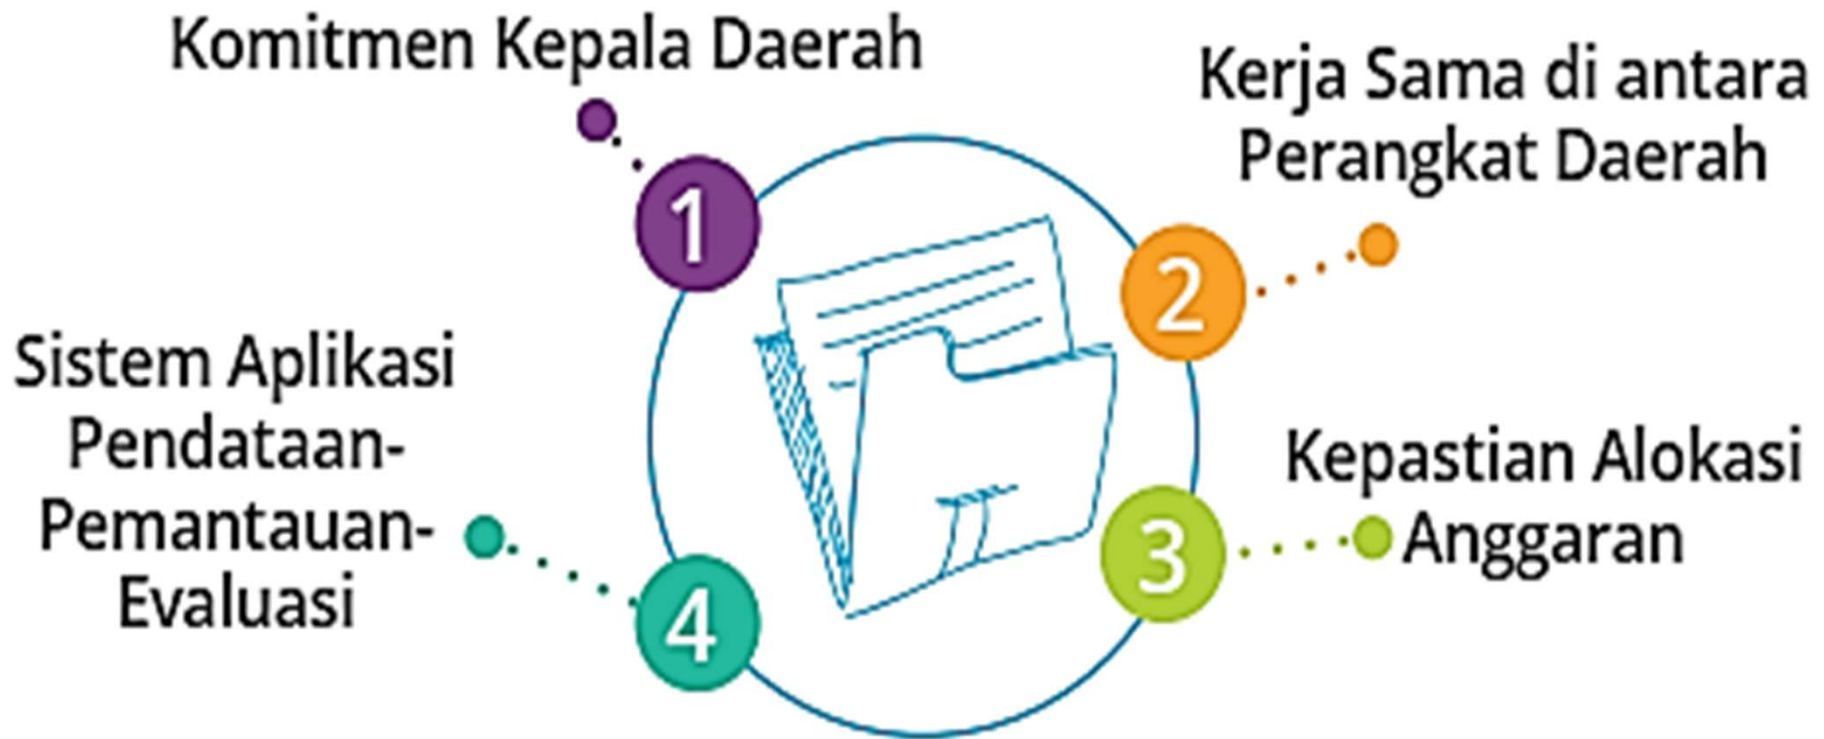 Komitmen Kepala Daerah
1
Kerja Sama di antara
Perangkat Daerah
2
Kepastian Alokasi
Anggaran
3
Sistem Aplikasi
Pendataan-
Pemantauan-
Evaluasi
4